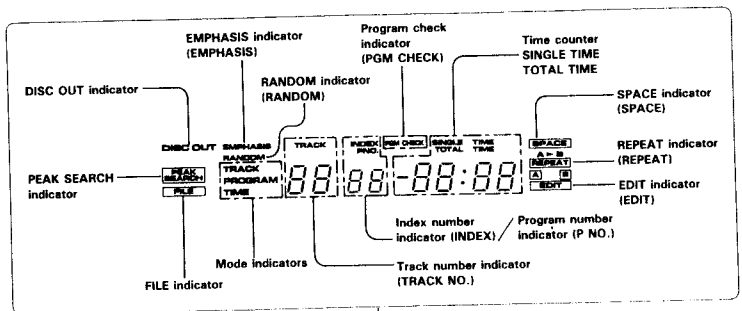 EMPHASIS indicator
(EMPHASIS)
Program check
indicator
(PGM CHECK)
Time counter
SINGLE TIME
TOTAL TIME
DISC OUT indicator
RANDOM indicator
(RANDOM)
SPACE indicator
(SPACE)
DISC OUT
EMPHASIS
RANDOM
TRACK
PROGRAM
TIME
TRACK
88
INDEX
P.NO.
88
PGM CHECK
SINGLE TIME
TOTAL TIME
-88:88
SPACE
A B
REPEAT
A B
EDIT
REPEAT indicator
(REPEAT)
PEAK SEARCH
indicator
PEAK
SEARCH
FILE
EDIT indicator
(EDIT)
Index number
indicator (INDEX)
/
Program number
indicator (P NO.)
Mode indicators
Track number indicator
(TRACK NO.)
FILE indicator